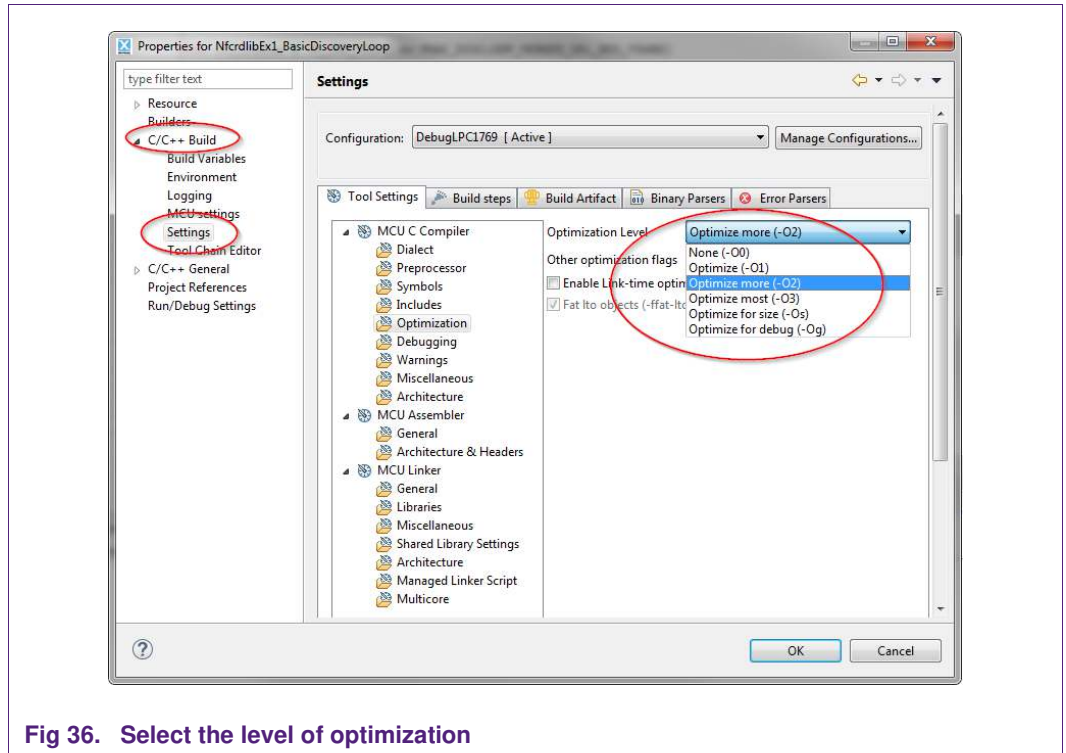 Properties for NfcrdlibEx1_BasicDiscoveryLoop
type filter text
Resource
Builders
C/C++ Build
Build Variables
Environment
Logging
MCU settings
Settings
Tool Chain Editor
C/C++ General
Project References
Run/Debug Settings
Settings
Configuration: DebugLPC1769 [ Active ]
Manage Configurations...
Tool Settings
Build steps
Build Artifact
Binary Parsers
Error Parsers
MCU C Compiler
Dialect
Preprocessor
Symbols
Includes
Optimization
Debugging
Warnings
Miscellaneous
Architecture
MCU Assembler
General
Architecture & Headers
MCU Linker
General
Libraries
Miscellaneous
Shared Library Settings
Architecture
Managed Linker Script
Multicore
Optimization Level Optimize more (-O2)
Other optimization flags
Enable Link-time optim
Fat lto objects (-ffat-lto
None (-O0)
Optimize (-O1)
Optimize more (-O2)
Optimize most (-O3)
Optimize for size (-Os)
Optimize for debug (-Og)
OK
Cancel
Fig 36. Select the level of optimization